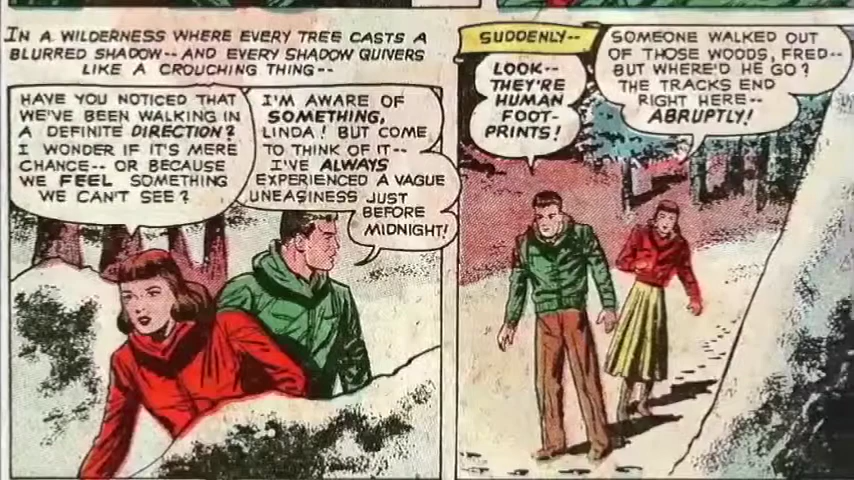 IN A WILDERNESS WHERE EVERY TREE CASTS A
BLURRED SHADOW-- AND EVERY SHADOW QUIVERS
LIKE A CROUCHING THING--
HAVE YOU NOTICED THAT
WE'VE BEEN WALKING IN
A DEFINITE DIRECTION?
I WONDER IF IT'S MERE
CHANCE-- OR BECAUSE
WE FEEL SOMETHING
WE CAN'T SEE?
I'M AWARE OF
SOMETHING,
LINDA! BUT COME
TO THINK OF IT--
I'VE ALWAYS
EXPERIENCED A VAGUE
UNEASINESS JUST
BEFORE
MIDNIGHT!
SUDDENLY--
LOOK--
THEY'RE
HUMAN
FOOT-
PRINTS!
SOMEONE WALKED OUT
OF THOSE WOODS, FRED--
BUT WHERE'D HE GO?
THE TRACKS END
RIGHT HERE--
ABRUPTLY!